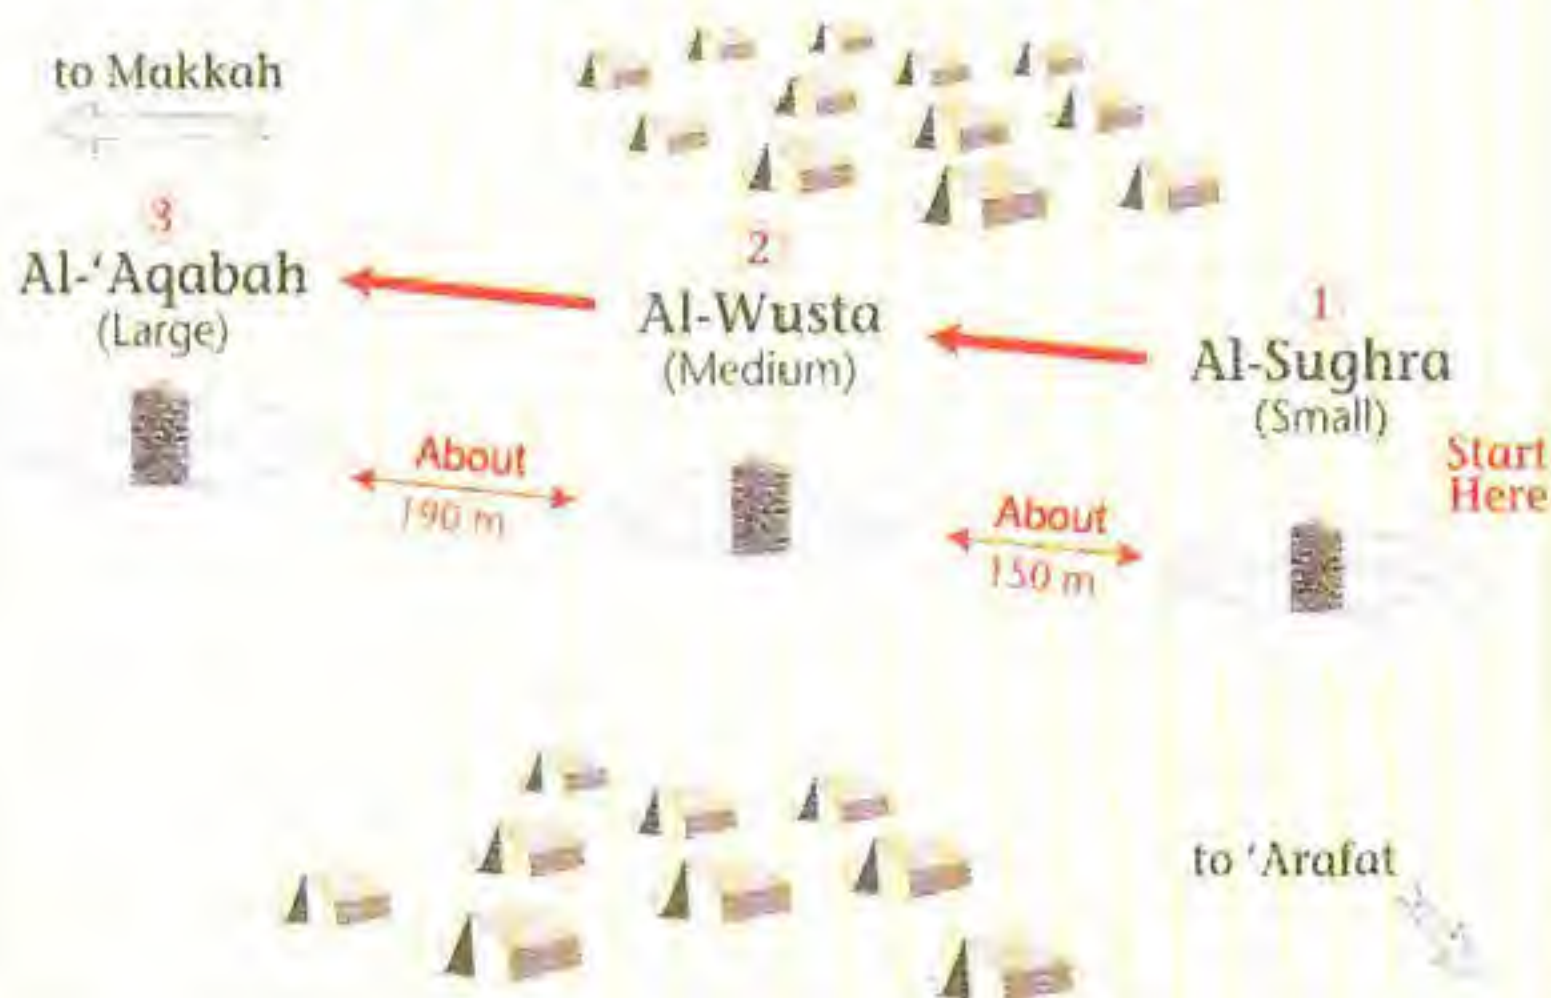 to Makkah
3
Al-‘Aqabah
(Large)
2
Al-Wusta
(Medium)
1
Al-Sughra
(Small)
Start
Here
About
190 m
About
150 m
to ‘Arafat